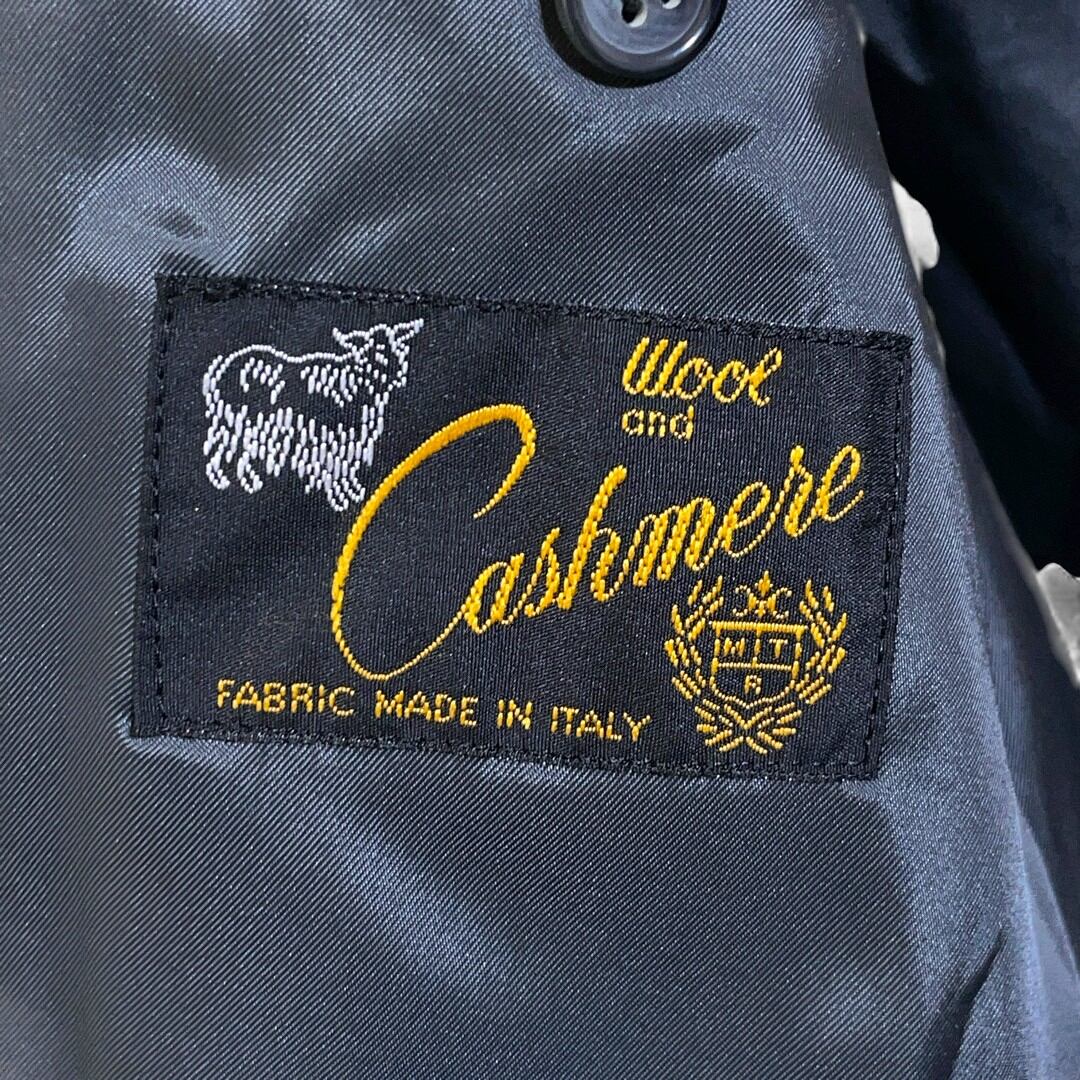 Wool
and
Cashmere
FABRIC MADE IN ITALY